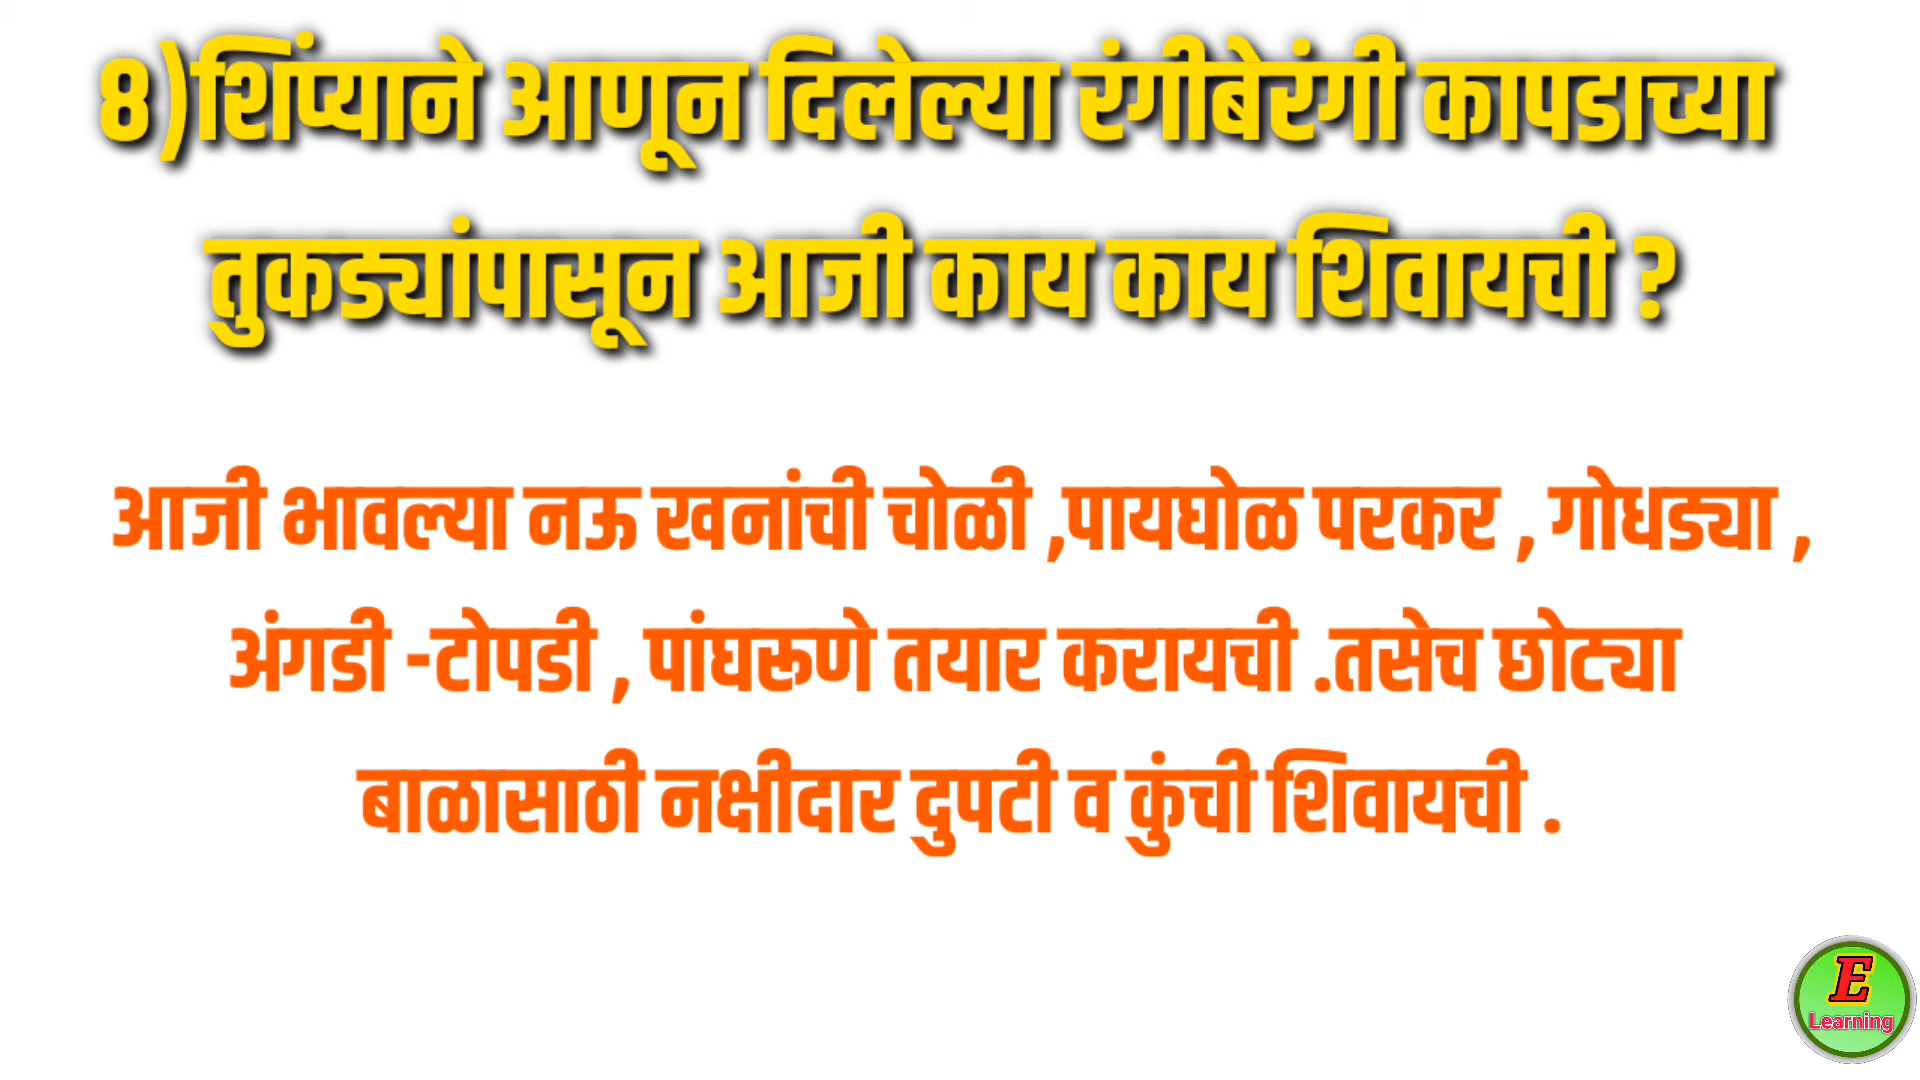 8)शिंप्याने आणून दिलेल्या रंगीबेरंगी कापडाच्या
तुकड्यांपासून आजी काय काय शिवायची ?
आजी भावल्या नऊ खनांची चोळी ,पायघोळ परकर , गोधड्या ,
अंगडी -टोपडी , पांघरूणे तयार करायची .तसेच छोट्या
बाळासाठी नक्षीदार दुपटी व कुंची शिवायची .
E
Learning